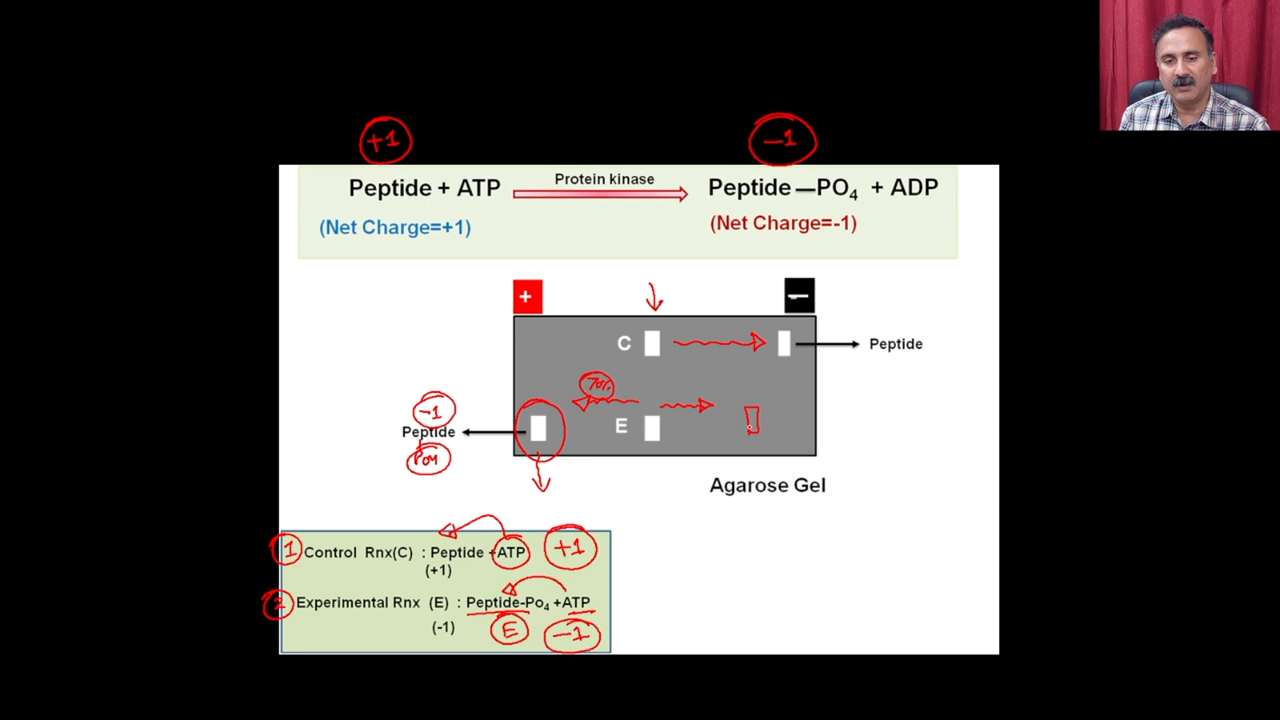 +1
-1
Peptide + ATP
Protein kinase
Peptide—PO4 + ADP
(Net Charge=+1)
(Net Charge=-1)
+
−
C
Peptide
70%
-1
Peptide
PO4
E
Agarose Gel
1 Control Rnx(C) : Peptide +ATP +1
(+1)
2 Experimental Rnx (E) : Peptide-Po4 +ATP
(-1) E -1